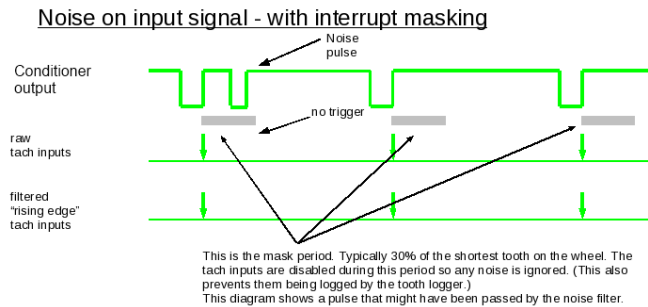 Noise on input signal - with interrupt masking
Noise
pulse
Conditioner
output
no trigger
raw
tach inputs
filtered
“rising edge”
tach inputs
This is the mask period. Typically 30% of the shortest tooth on the wheel. The
tach inputs are disabled during this period so any noise is ignored. (This also
prevents them being logged by the tooth logger.)
This diagram shows a pulse that might have been passed by the noise filter.